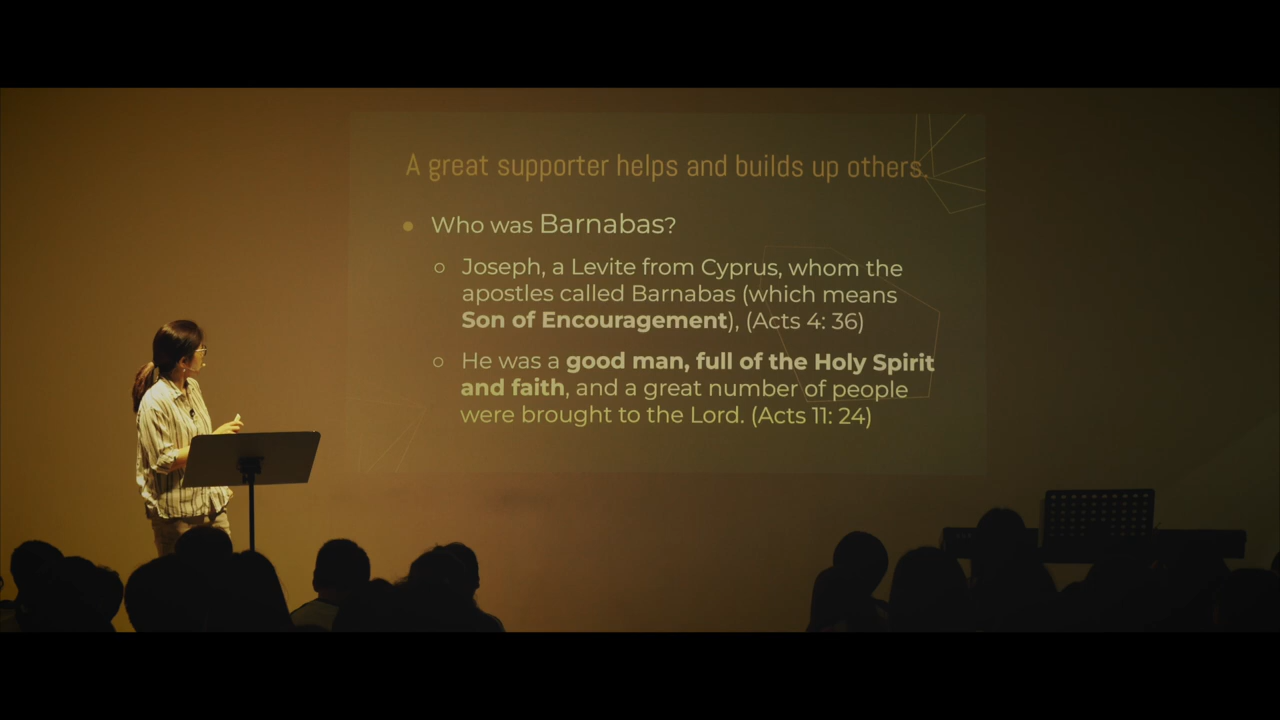 A great supporter helps and builds up others.
Who was Barnabas?
Joseph, a Levite from Cyprus, whom the
apostles called Barnabas (which means
Son of Encouragement), (Acts 4: 36)
He was a good man, full of the Holy Spirit
and faith, and a great number of people
were brought to the Lord. (Acts 11: 24)